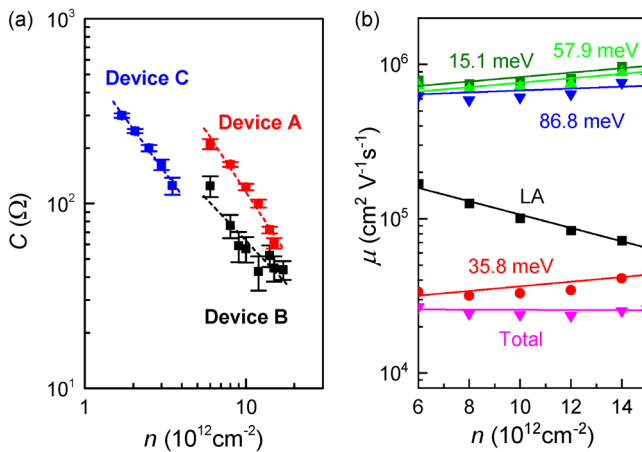 (a)
10³
Device C
Device A
C (Ω)
10²
Device B
10¹
1
10
n (10¹²cm⁻²)
(b)
10⁶
15.1 meV
57.9 meV
86.8 meV
μ (cm² V⁻¹s⁻¹)
LA
10⁵
35.8 meV
Total
10⁴
6
8
10
12
14
n (10¹²cm⁻²)